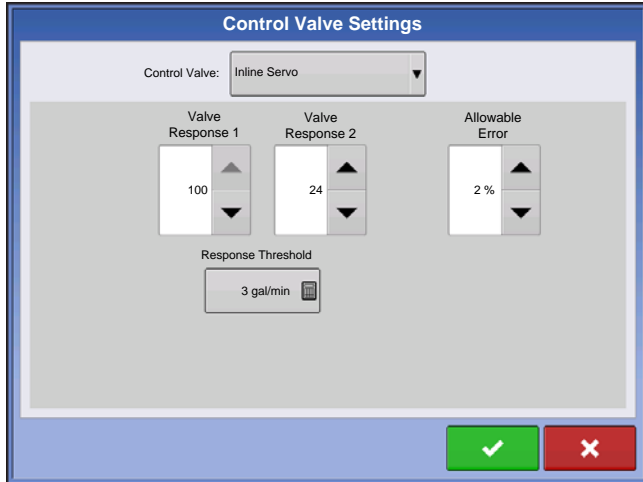 Control Valve Settings
Control Valve: Inline Servo
Valve Response 1
Valve Response 2
Allowable Error
100
24
2 %
Response Threshold
3 gal/min